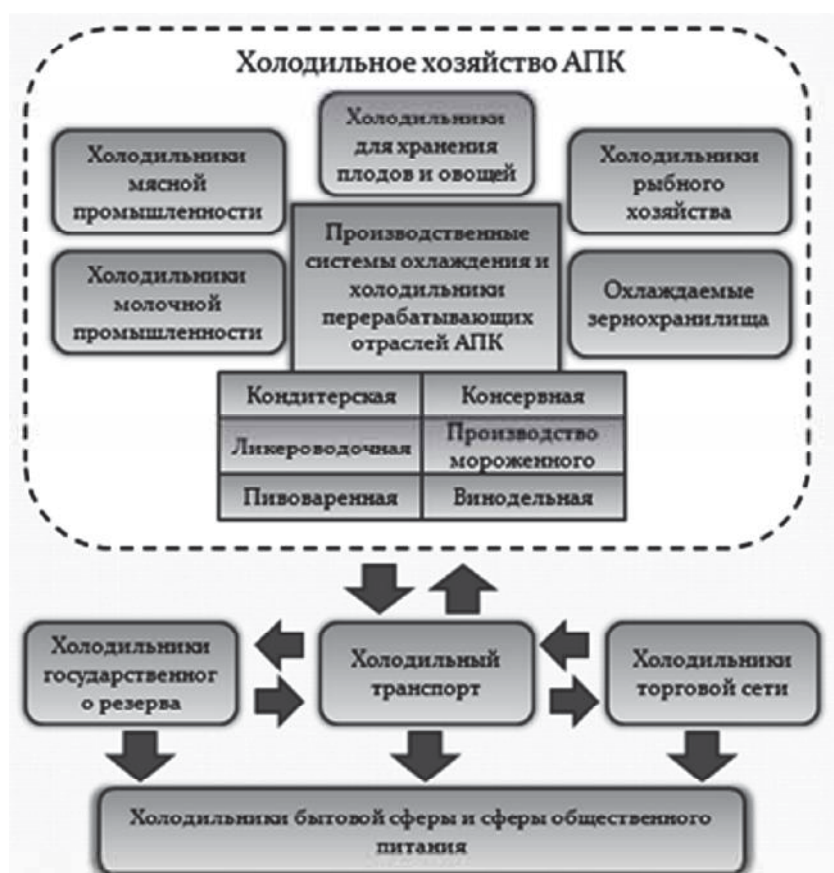 Холодильное хозяйство АПК
Холодильники
для хранения
плодов и овощей
Холодильники
мясной
промышленности
Холодильники
рыбного
хозяйства
Производственные
системы охлаждения и
холодильники
перерабатывающих
отраслей АПК
Холодильники
молочной
промышленности
Охлаждаемые
зернохранилища
Кондитерская
Консервная
Ликероводочная
Производство
мороженного
Пивоваренная
Винодельная
Холодильники
государственног
о резерва
Холодильный
транспорт
Холодильники
торговой сети
Холодильники бытовой сферы и сферы общественного
питания